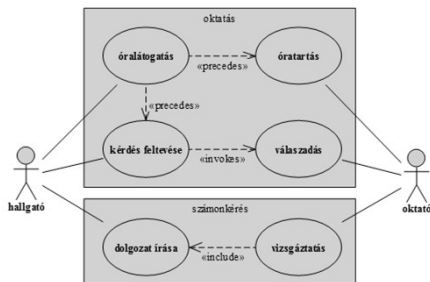 oktatás
óralátogatás
óratartás
«precedes»
«precedes»
kérdés feltevése
válaszadás
«invokes»
hallgató
oktató
számonkérés
dolgozat írása
vizsgáztatás
«include»